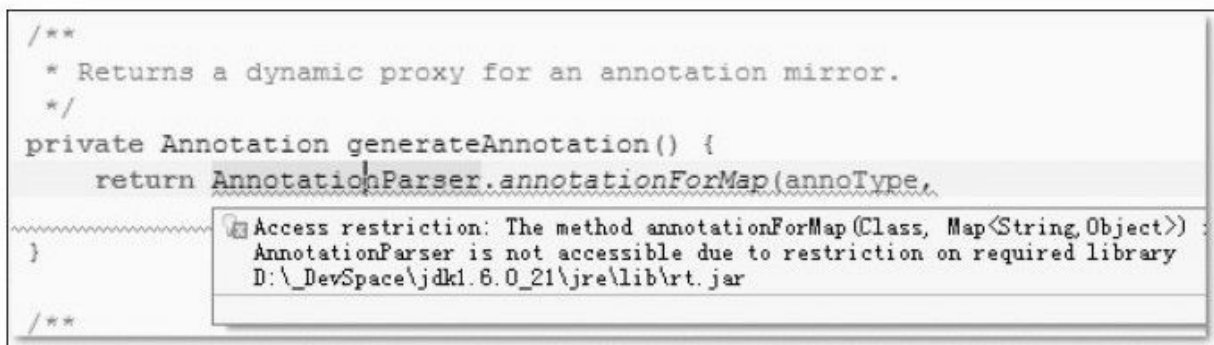 /**
 * Returns a dynamic proxy for an annotation mirror.
 */
private Annotation generateAnnotation() {
    return AnnotationParser.annotationForMap(annoType,
Access restriction: The method annotationForMap(Class, Map<String,Object>)
AnnotationParser is not accessible due to restriction on required library
D:\_DevSpace\jdk1.6.0_21\jre\lib\rt.jar
}
/**